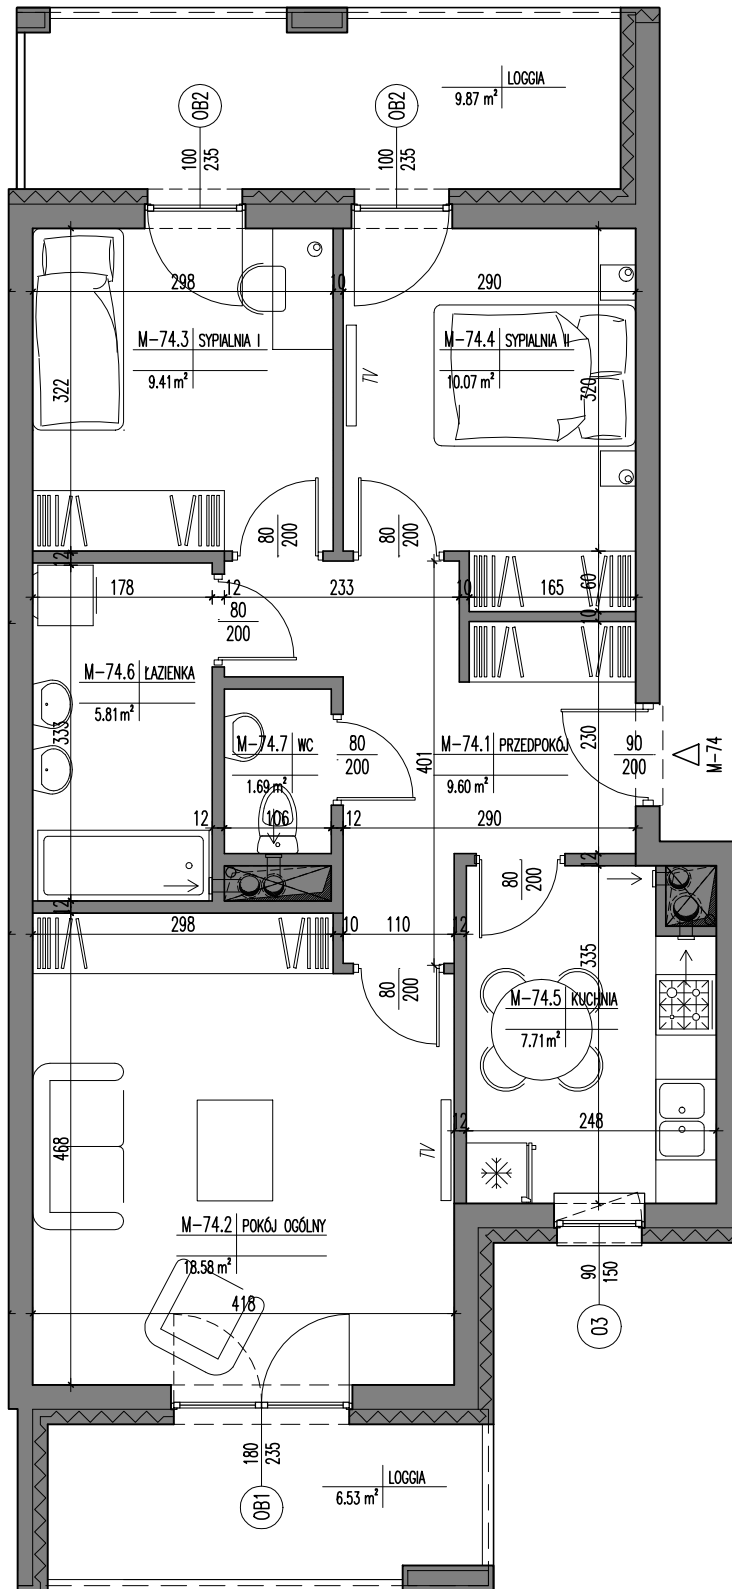 LOGGIA
9.87 m²
OB2
OB2
100
235
100
235
298
10
290
M-74.3 SYPIALNIA I
9.41 m²
M-74.4 SYPIALNIA II
10.07 m²
TV
322
320
80
200
80
200
12
178
12
233
10
165
60
10
80
200
M-74.6 ŁAZIENKA
5.81 m²
333
M-74.7 WC
1.69 m²
80
200
M-74.1 PRZEDPOKÓJ
9.60 m²
401
230
90
200
M-74
12
106
12
290
12
80
200
12
298
10
110
12
80
200
335
M-74.5 KUCHNIA
7.71 m²
468
TV
12
248
M-74.2 POKÓJ OGÓLNY
18.58 m²
418
90
150
O3
180
235
OB1
LOGGIA
6.53 m²